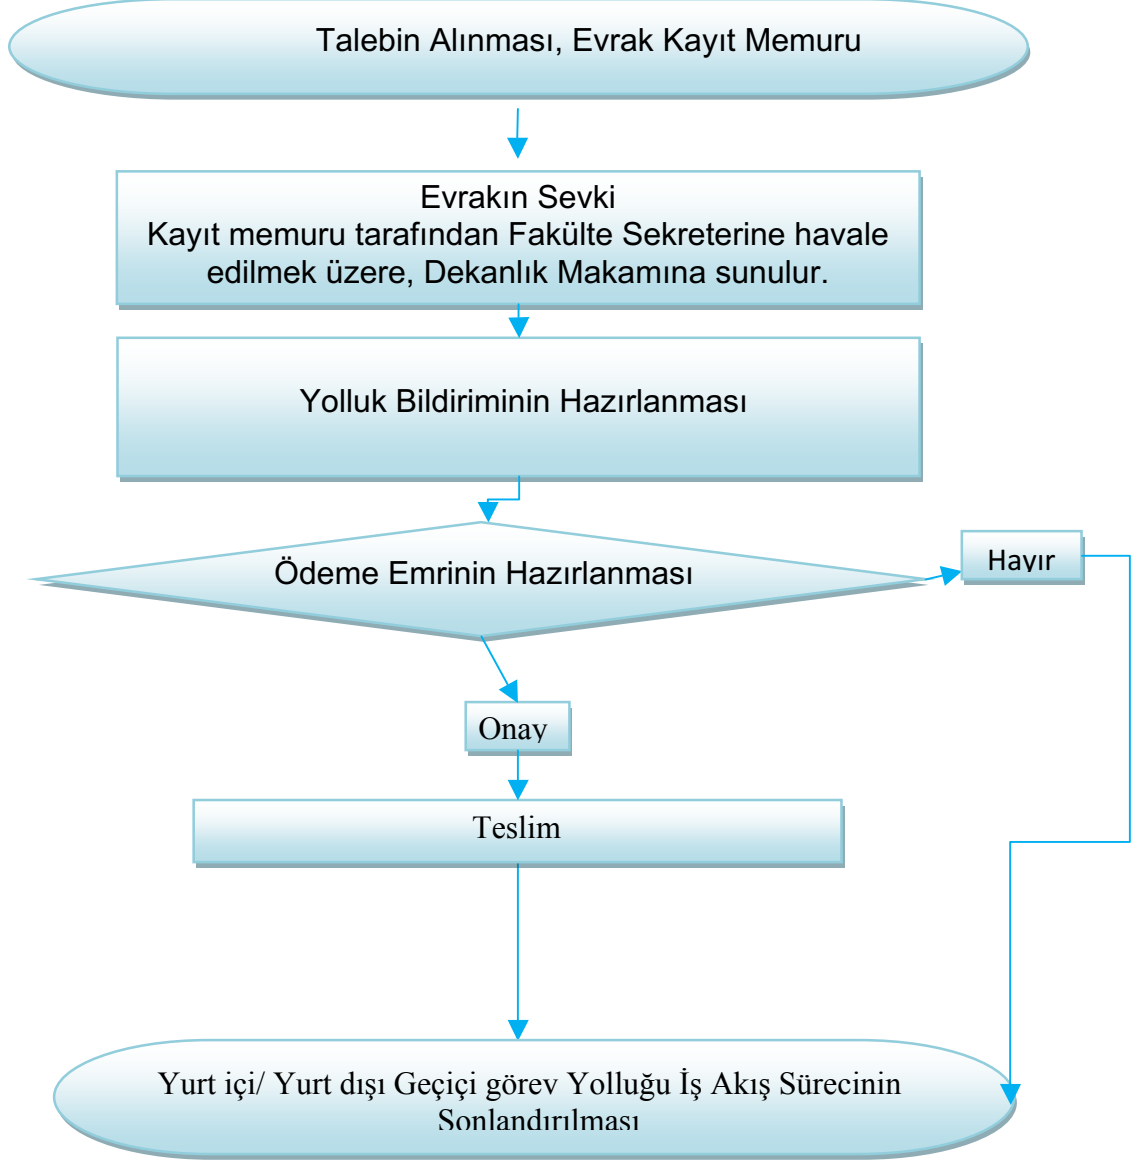 Talebin Alınması, Evrak Kayıt Memuru
Evrakın Sevki
Kayıt memuru tarafından Fakülte Sekreterine havale
edilmek üzere, Dekanlık Makamına sunulur.
Yolluk Bildiriminin Hazırlanması
Ödeme Emrinin Hazırlanması
Hayır
Onay
Teslim
Yurt içi/ Yurt dışı Geçiçi görev Yolluğu İş Akış Sürecinin
Sonlandırılması